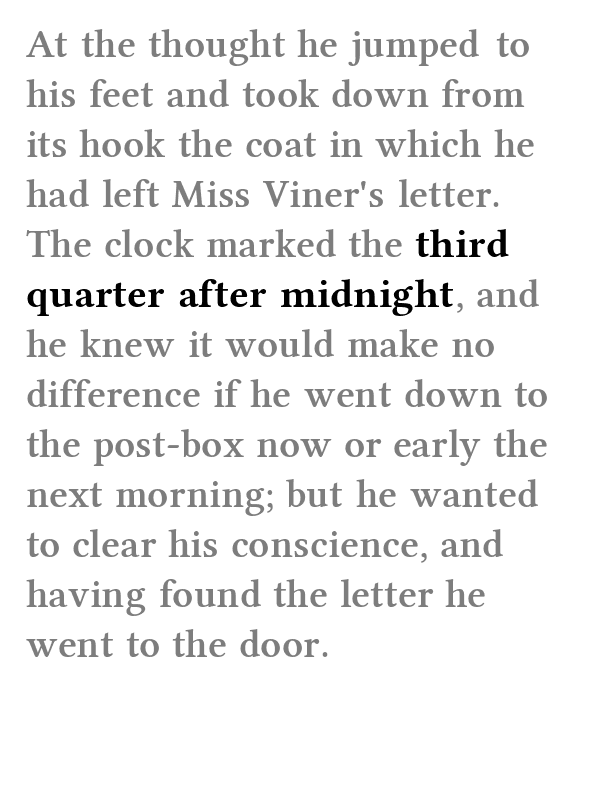 At the thought he jumped to
his feet and took down from
its hook the coat in which he
had left Miss Viner's letter.
The clock marked the third
quarter after midnight, and
he knew it would make no
difference if he went down to
the post-box now or early the
next morning; but he wanted
to clear his conscience, and
having found the letter he
went to the door.